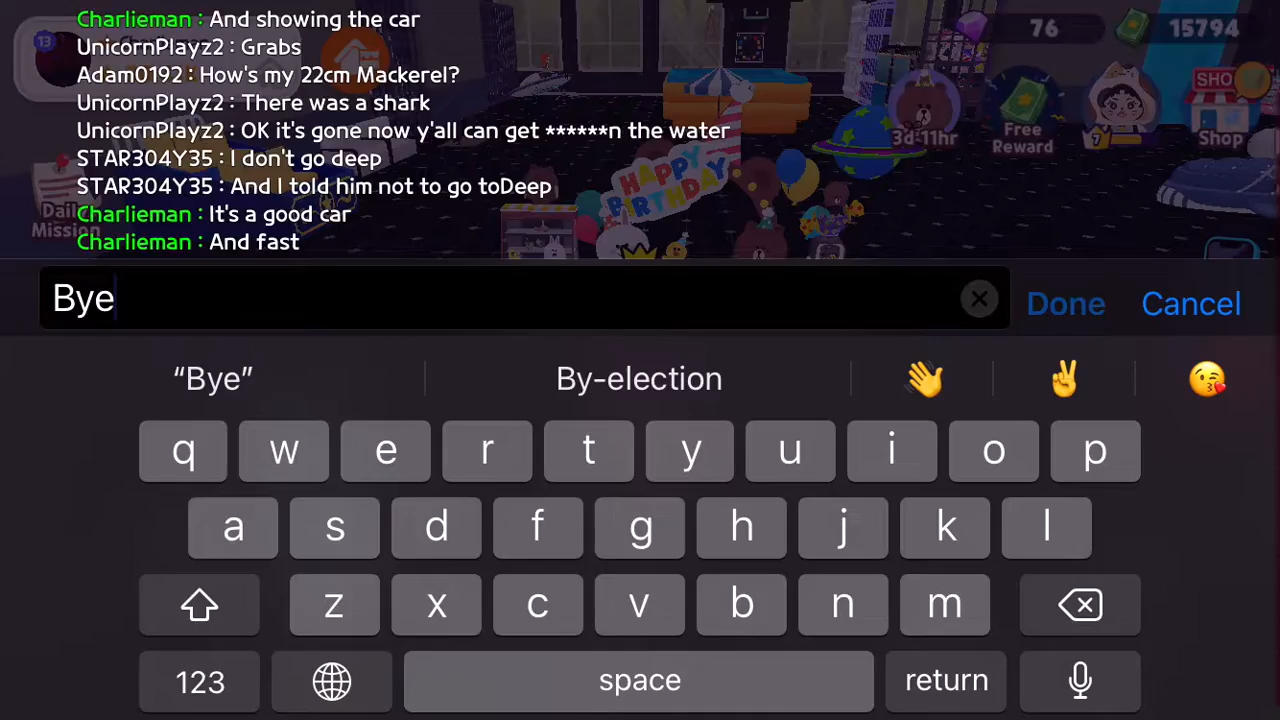 Charlieman : And showing the car
UnicornPlayz2 : Grabs
Adam0192 : How's my 22cm Mackerel?
UnicornPlayz2 : There was a shark
UnicornPlayz2 : OK it's gone now y'all can get ******n the water
STAR304Y35 : I don't go deep
STAR304Y35 : And I told him not to go toDeep
Charlieman : It's a good car
Charlieman : And fast
13
76
15794
3d 11hr
Free
Reward
7
SHO
Shop
Mission
HAPPY
BIRTHDAY
Bye
Done
Cancel
“Bye”
By-election
q w e r t y u i o p
a s d f g h j k l
z x c v b n m
123
space
return